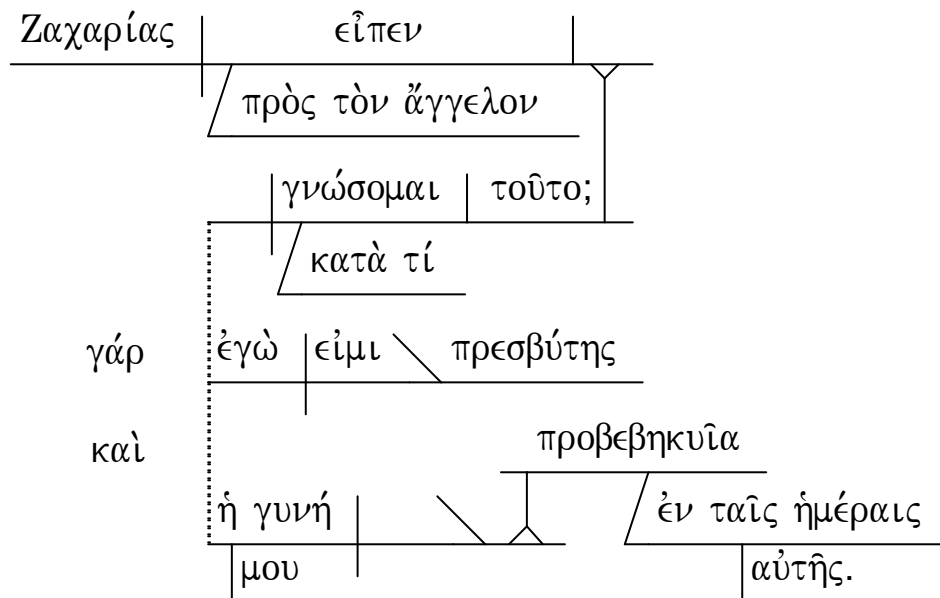 Ζαχαρίας εἶπεν
πρὸς τὸν ἄγγελον
γνώσομαι τοῦτο;
κατὰ τί
γάρ ἐγὼ εἰμι πρεσβύτης
καὶ προβεβηκυῖα
ἡ γυνή ἐν ταῖς ἡμέραις
μου αὐτῆς.